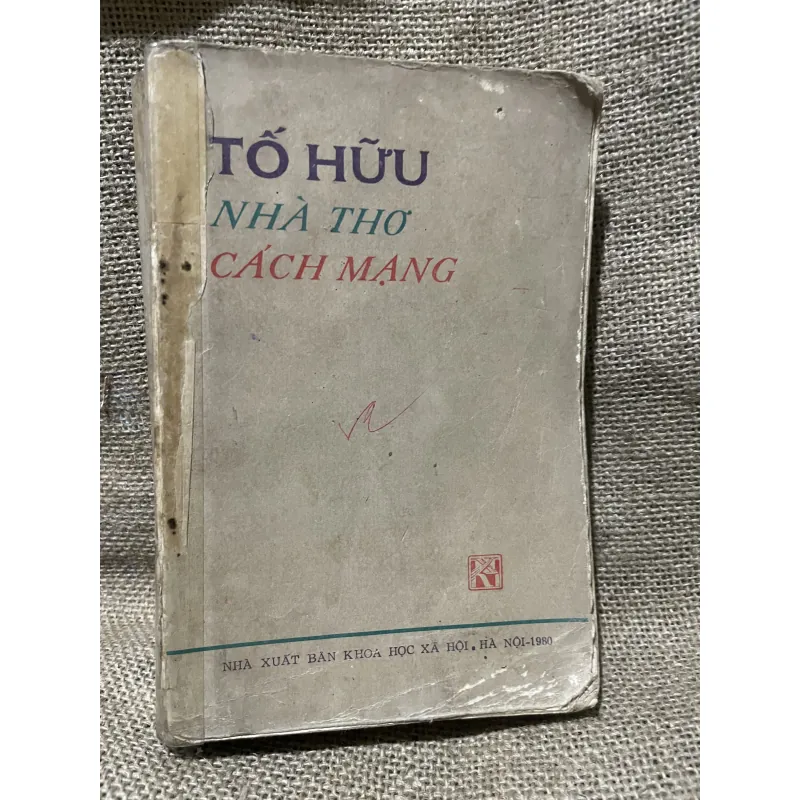 TỐ HỮU
NHÀ THƠ
CÁCH MẠNG
NHÀ XUẤT BẢN KHOA HỌC XÃ HỘI. HÀ NỘI-1980